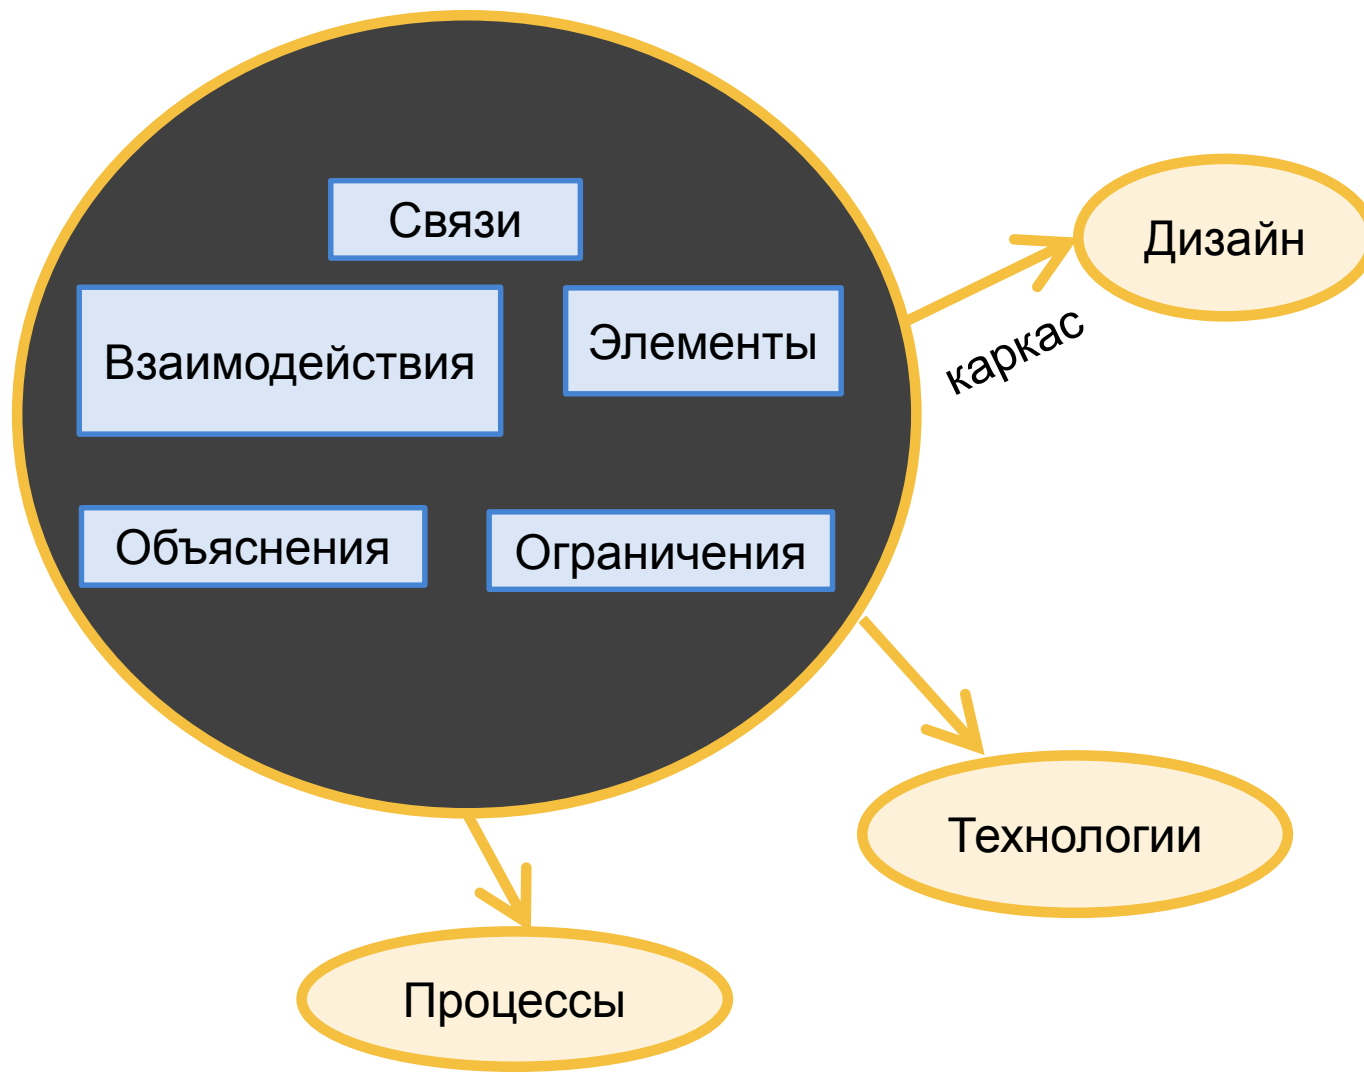 Связи
Дизайн
Взаимодействия
Элементы
каркас
Объяснения
Ограничения
Технологии
Процессы